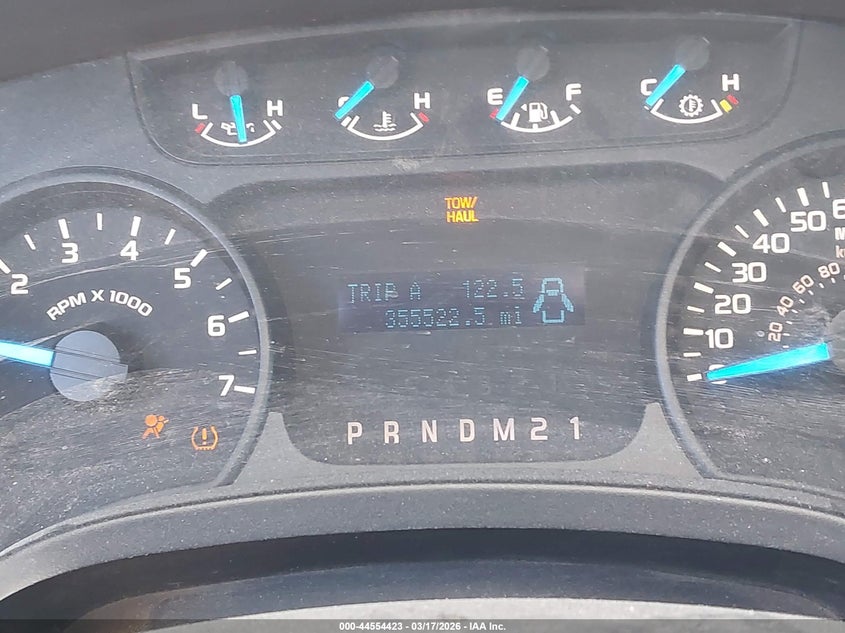 L H
H
E F
C H
TOW/
HAUL
TRIP A 122.5
355522.5 mi
2 3 4 5 6 7
RPM X 1000
10 20 30 40 50
20 40 60 80
P R N D M 2 1
000-44554423 - 03/17/2026 - IAA Inc.